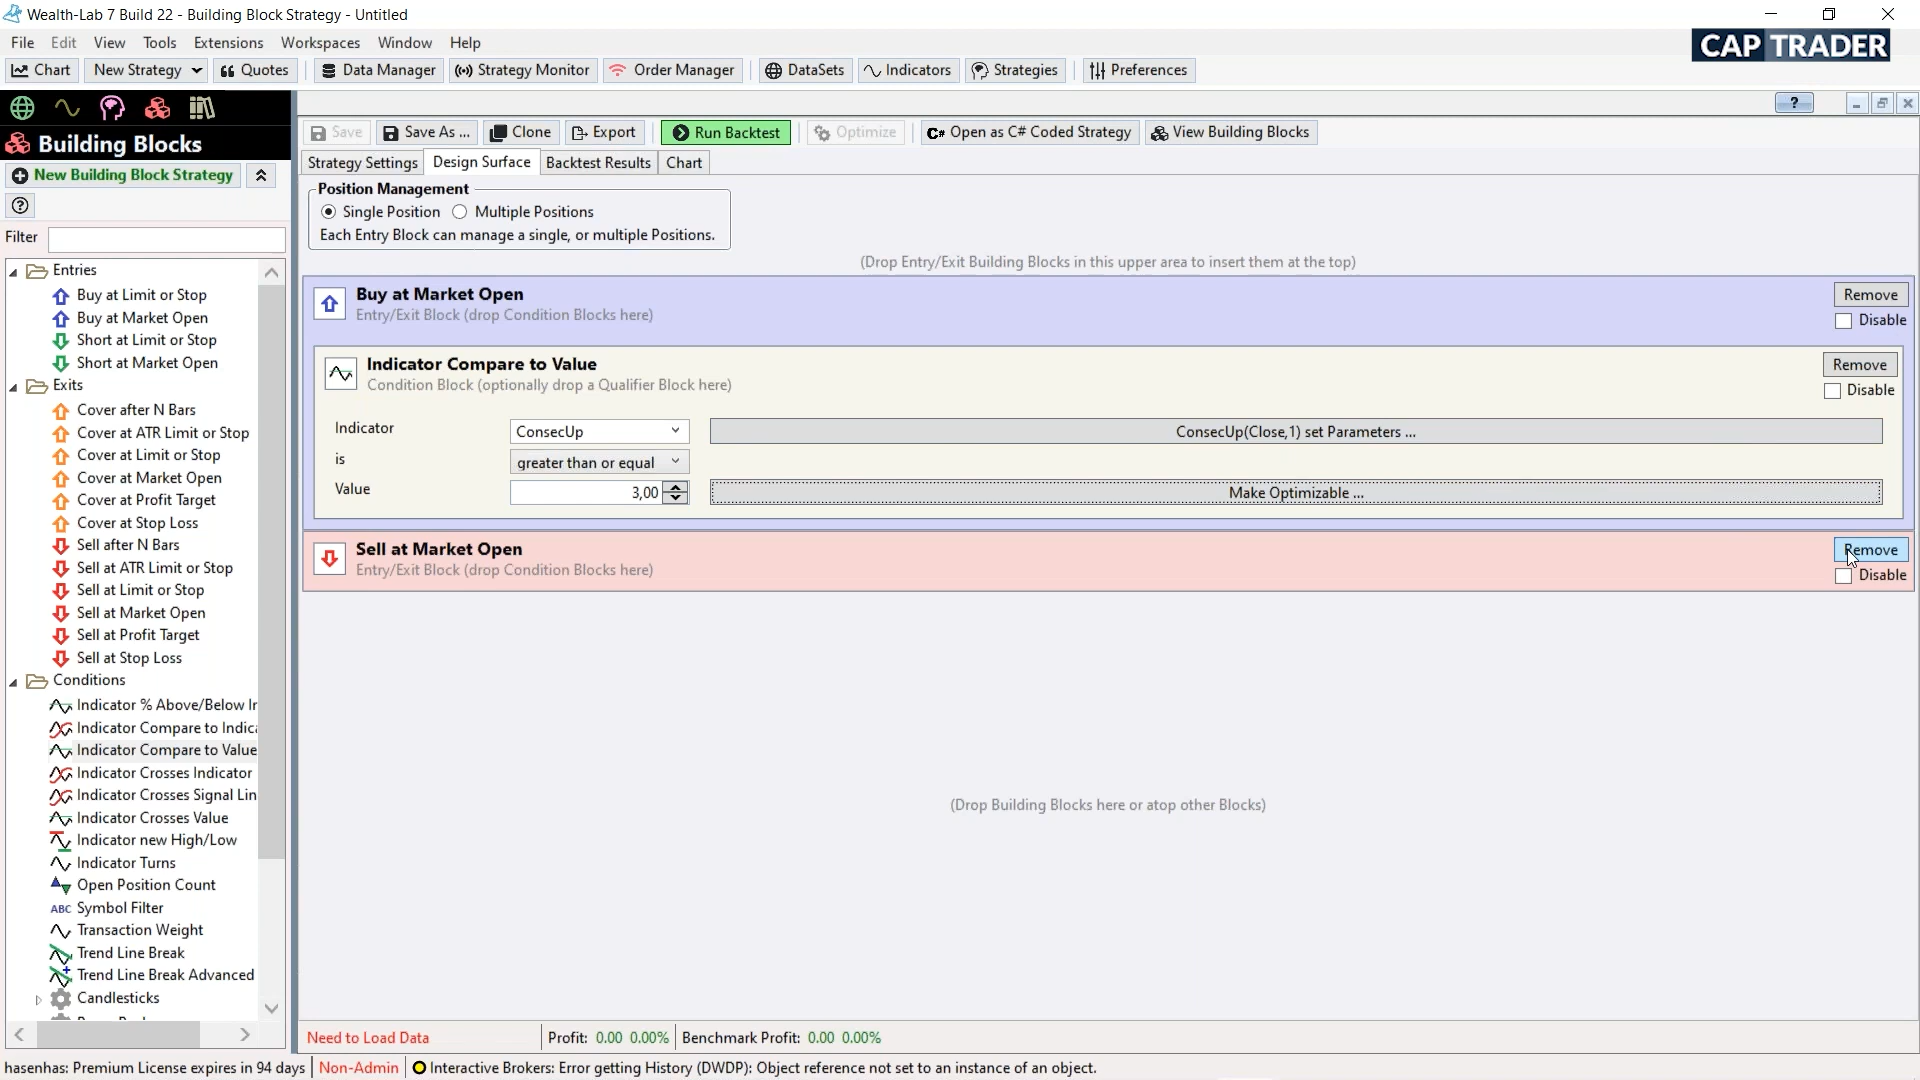 Wealth-Lab 7 Build 22 - Building Block Strategy - Untitled
File Edit View Tools Extensions Workspaces Window Help
CAP TRADER
Chart New Strategy Quotes Data Manager Strategy Monitor Order Manager DataSets Indicators Strategies Preferences
?
Building Blocks
Save Save As ... Clone Export Run Backtest Optimize C# Open as C# Coded Strategy View Building Blocks
New Building Block Strategy
Strategy Settings Design Surface Backtest Results Chart
Filter
Position Management
Single Position Multiple Positions
Each Entry Block can manage a single, or multiple Positions.
(Drop Entry/Exit Building Blocks in this upper area to insert them at the top)
Entries
Buy at Limit or Stop
Buy at Market Open
Short at Limit or Stop
Short at Market Open
Exits
Cover after N Bars
Cover at ATR Limit or Stop
Cover at Limit or Stop
Cover at Market Open
Cover at Profit Target
Cover at Stop Loss
Sell after N Bars
Sell at ATR Limit or Stop
Sell at Limit or Stop
Sell at Market Open
Sell at Profit Target
Sell at Stop Loss
Conditions
Indicator % Above/Below Ir
Indicator Compare to Indic
Indicator Compare to Value
Indicator Crosses Indicator
Indicator Crosses Signal Lin
Indicator Crosses Value
Indicator new High/Low
Indicator Turns
Open Position Count
ABC Symbol Filter
Transaction Weight
Trend Line Break
Trend Line Break Advanced
Candlesticks
Buy at Market Open
Entry/Exit Block (drop Condition Blocks here)
Remove
Disable
Indicator Compare to Value
Condition Block (optionally drop a Qualifier Block here)
Remove
Disable
Indicator ConsecUp ConsecUp(Close,1) set Parameters ...
is greater than or equal
Value 3,00 Make Optimizable ...
Sell at Market Open
Entry/Exit Block (drop Condition Blocks here)
Remove
Disable
(Drop Building Blocks here or atop other Blocks)
Need to Load Data Profit: 0.00 0.00% Benchmark Profit: 0.00 0.00%
hasenhas: Premium License expires in 94 days Non-Admin Interactive Brokers: Error getting History (DWDP): Object reference not set to an instance of an object.